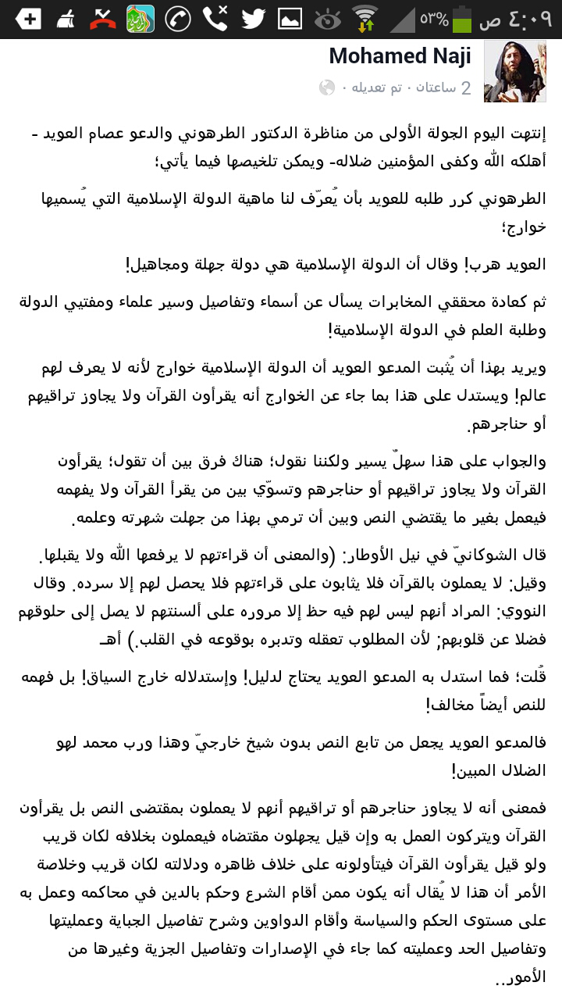 ٤:٠٩ ص
٥٣%
Mohamed Naji
2 ساعتان · تم تعديله ·
إنتهت اليوم الجولة الأولى من مناظرة الدكتور الطرهوني والدعو عصام العويد -
أهلكه الله وكفى المؤمنين ضلاله- ويمكن تلخيصها فيما يأتي؛
الطرهوني كرر طلبه للعويد بأن يُعرّف لنا ماهية الدولة الإسلامية التي يُسميها
خوارج؛
العويد هرب! وقال أن الدولة الإسلامية هي دولة جهلة ومجاهيل!
ثم كعادة محققي المخابرات يسأل عن أسماء وتفاصيل وسير علماء ومفتيي الدولة
وطلبة العلم في الدولة الإسلامية!
ويريد بهذا أن يُثبت المدعو العويد أن الدولة الإسلامية خوارج لأنه لا يعرف لهم
عالم! ويستدل على هذا بما جاء عن الخوارج أنه يقرأون القرآن ولا يجاوز تراقيهم
أو حناجرهم.
والجواب على هذا سهلٌ يسير ولكننا نقول؛ هناك فرق بين أن تقول؛ يقرأون
القرآن ولا يجاوز تراقيهم أو حناجرهم وتسوّي بين من يقرأ القرآن ولا يفهمه
فيعمل بغير ما يقتضي النص وبين أن ترمي بهذا من جهلت شهرته وعلمه.
قال الشوكانيّ في نيل الأوطار: (والمعنى أن قراءتهم لا يرفعها الله ولا يقبلها.
وقيل: لا يعملون بالقرآن فلا يثابون على قراءتهم فلا يحصل لهم إلا سرده. وقال
النووي: المراد أنهم ليس لهم فيه حظ إلا مروره على ألسنتهم لا يصل إلى حلوقهم
فضلا عن قلوبهم; لأن المطلوب تعقله وتدبره بوقوعه في القلب.) أهـ
قُلت؛ فما استدل به المدعو العويد يحتاج لدليل! وإستدلاله خارج السياق! بل فهمه
للنص أيضاً مخالف!
فالمدعو العويد يجعل من تابع النص بدون شيخ خارجيّ وهذا ورب محمد لهو
الضلال المبين!
فمعنى أنه لا يجاوز حناجرهم أو تراقيهم أنهم لا يعملون بمقتضى النص بل يقرأون
القرآن ويتركون العمل به وإن قيل يجهلون مقتضاه فيعملون بخلافه لكان قريب
ولو قيل يقرأون القرآن فيتأولونه على خلاف ظاهره ودلالته لكان قريب وخلاصة
الأمر أن هذا لا يُقال أنه يكون ممن أقام الشرع وحكم بالدين في محاكمه وعمل به
على مستوى الحكم والسياسة وأقام الدواوين وشرح تفاصيل الجباية وعمليتها
وتفاصيل الحد وعمليته كما جاء في الإصدارات وتفاصيل الجزية وغيرها من
الأمور..